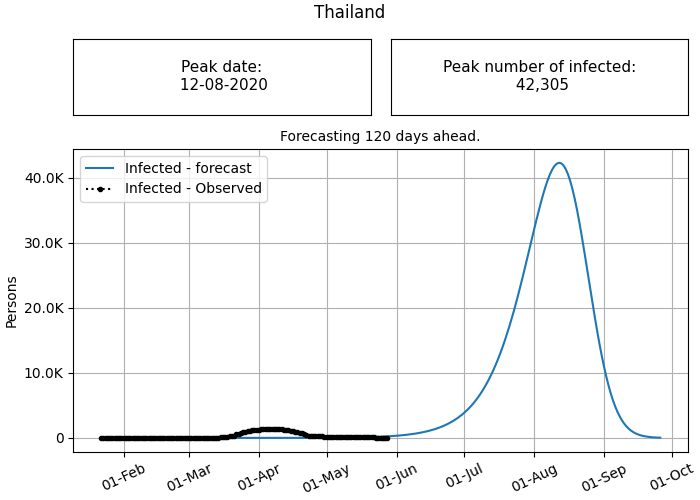 Thailand
Peak date:
12-08-2020
Peak number of infected:
42,305
Forecasting 120 days ahead.
Infected - forecast
Infected - Observed
Persons
40.0K
30.0K
20.0K
10.0K
0
01-Feb
01-Mar
01-Apr
01-May
01-Jun
01-Jul
01-Aug
01-Sep
01-Oct